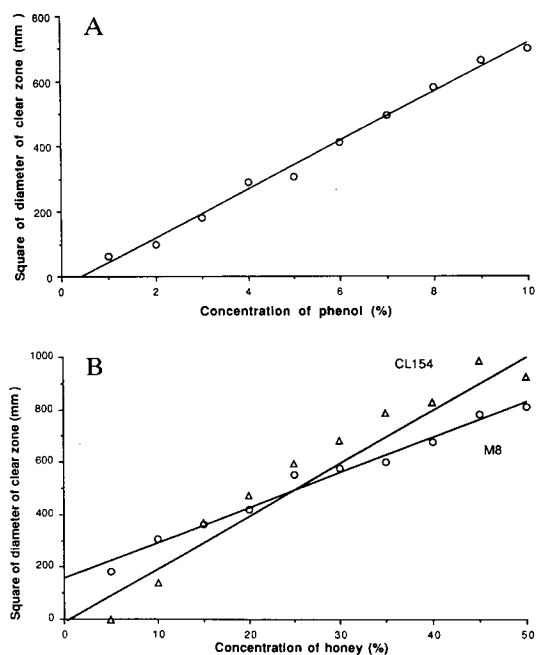 A
Square of diameter of clear zone (mm)
800
600
400
200
0
0 2 4 6 8 10
Concentration of phenol (%)
B
Square of diameter of clear zone (mm)
1000
800
600
400
200
0
CL154
M8
0 10 20 30 40 50
Concentration of honey (%)